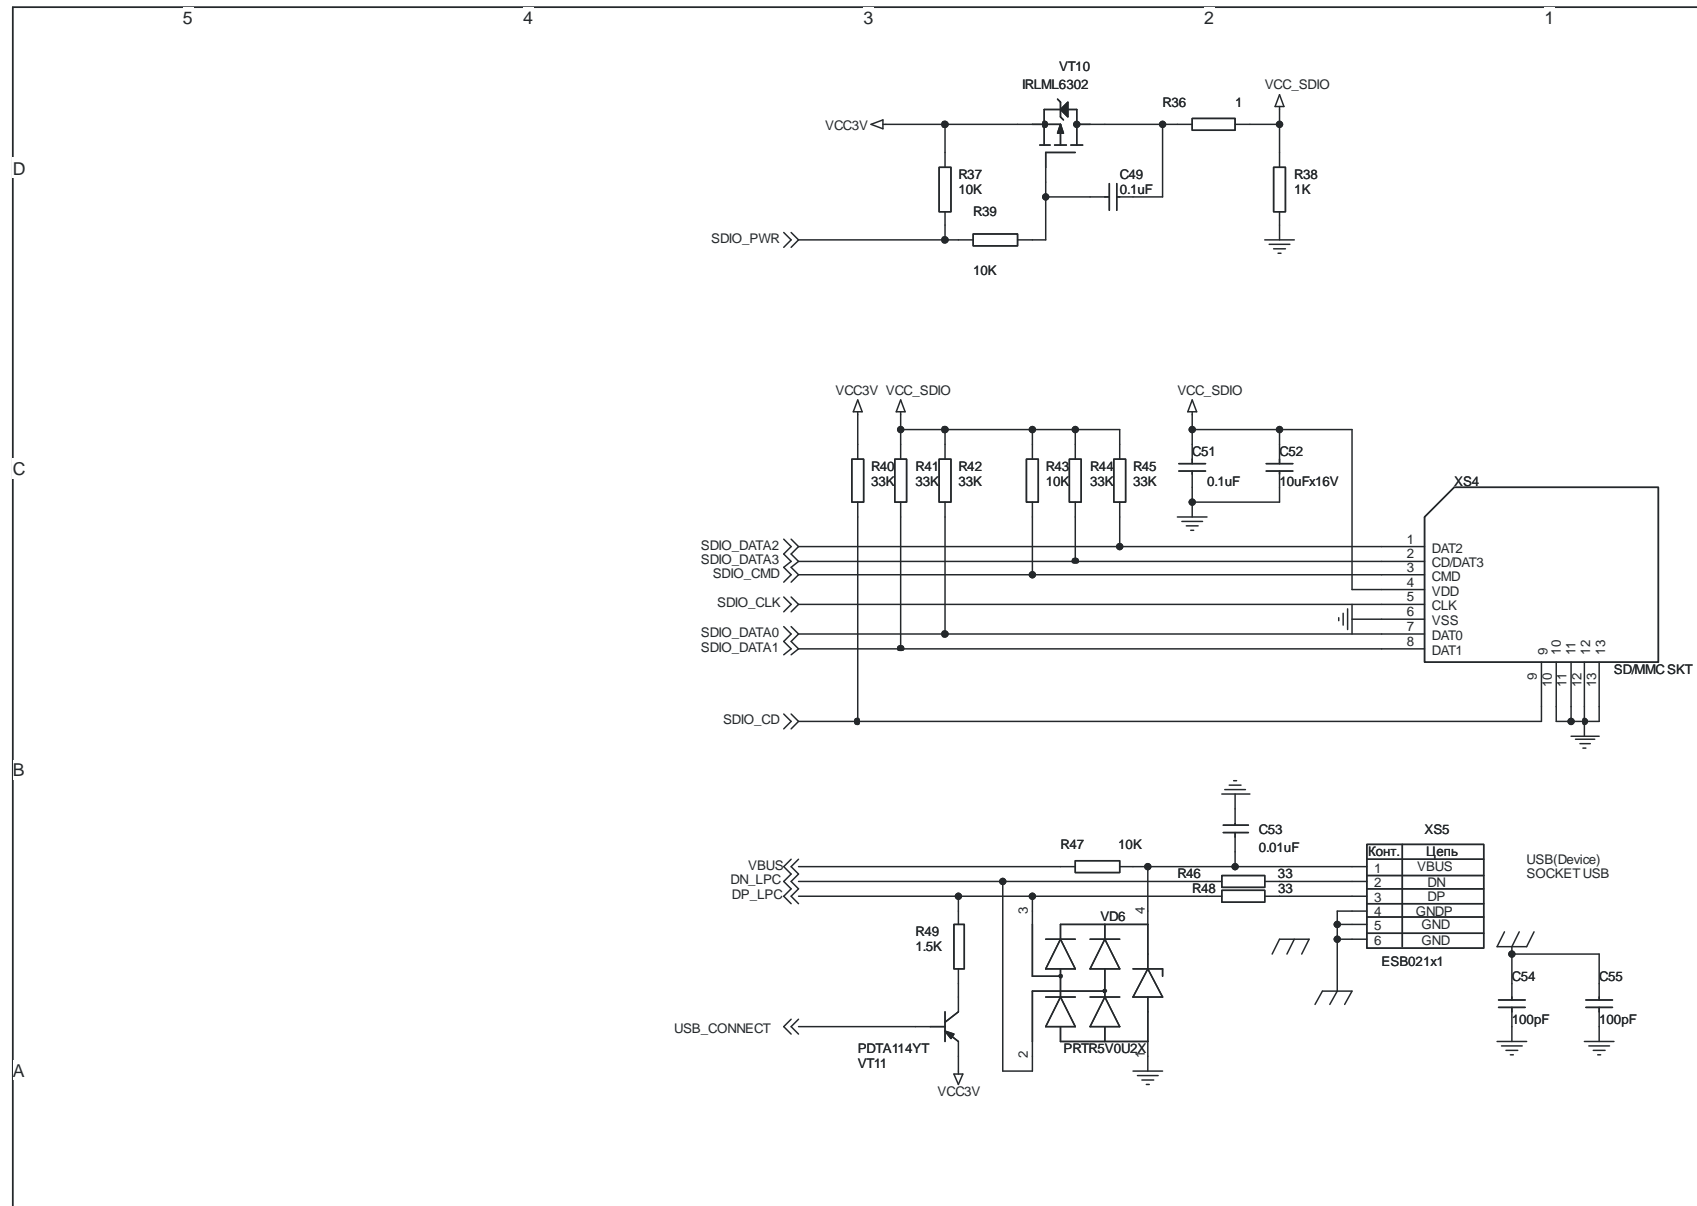 5 4 3 2 1
D
C
B
A
VT10
IRLML6302
VCC3V
R36 1
VCC_SDIO
R37
10K
C49
0.1uF
R38
1K
R39
10K
SDIO_PWR
VCC3V VCC_SDIO
VCC_SDIO
R40
33K
R41
33K
R42
33K
R43
10K
R44
33K
R45
33K
C51
0.1uF
C52
10uFx16V
XS4
SDIO_DATA2 1 DAT2
SDIO_DATA3 2 CD/DAT3
SDIO_CMD 3 CMD
4 VDD
SDIO_CLK 5 CLK
6 VSS
SDIO_DATA0 7 DAT0
SDIO_DATA1 8 DAT1
9 10 11 12 13
9 10 11 12 13
SD/MMC SKT
SDIO_CD
C53
0.01uF
XS5
R47 10K
VBUS
DN_LPC
DP_LPC
R46 33
R48 33
Конт. Цепь
1 VBUS
2 DN
3 DP
4 GNDP
5 GND
6 GND
ESB021x1
USB(Device)
SOCKET USB
R49
1.5K
3
VD6
4
2
1
PRTR5V0U2X
USB_CONNECT
PDTA114YT
VT11
VCC3V
C54
100pF
C55
100pF